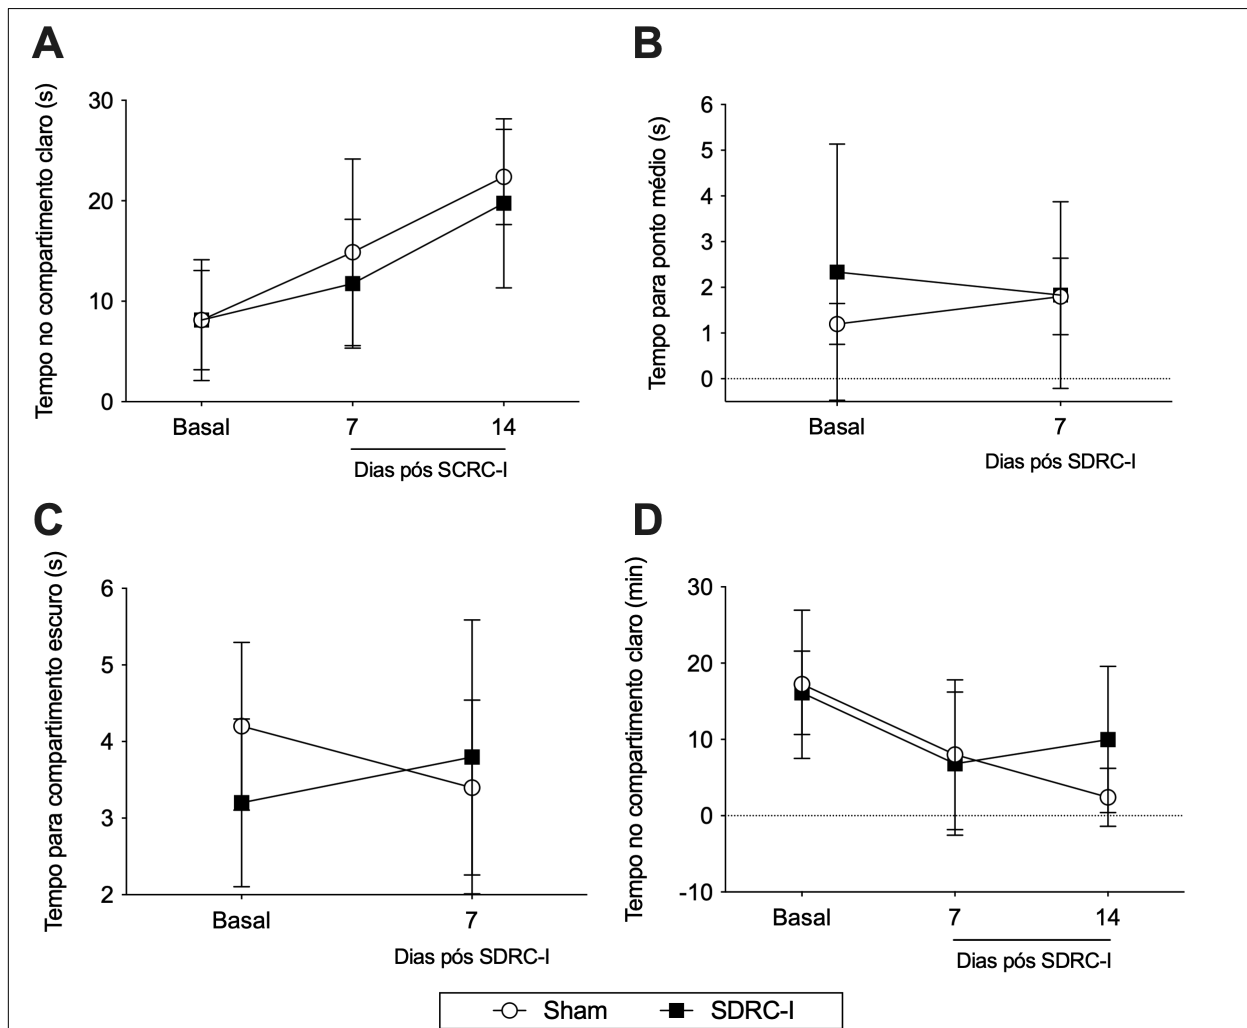 A
Tempo no compartimento claro (s)
30
20
10
0
Basal
7
14
Dias pós SCRC-I
B
Tempo para ponto médio (s)
6
5
4
3
2
1
0
Basal
7
Dias pós SDRC-I
C
Tempo para compartimento escuro (s)
6
5
4
3
2
Basal
7
Dias pós SDRC-I
D
Tempo no compartimento claro (min)
30
20
10
0
-10
Basal
7
14
Dias pós SDRC-I
Sham
SDRC-I